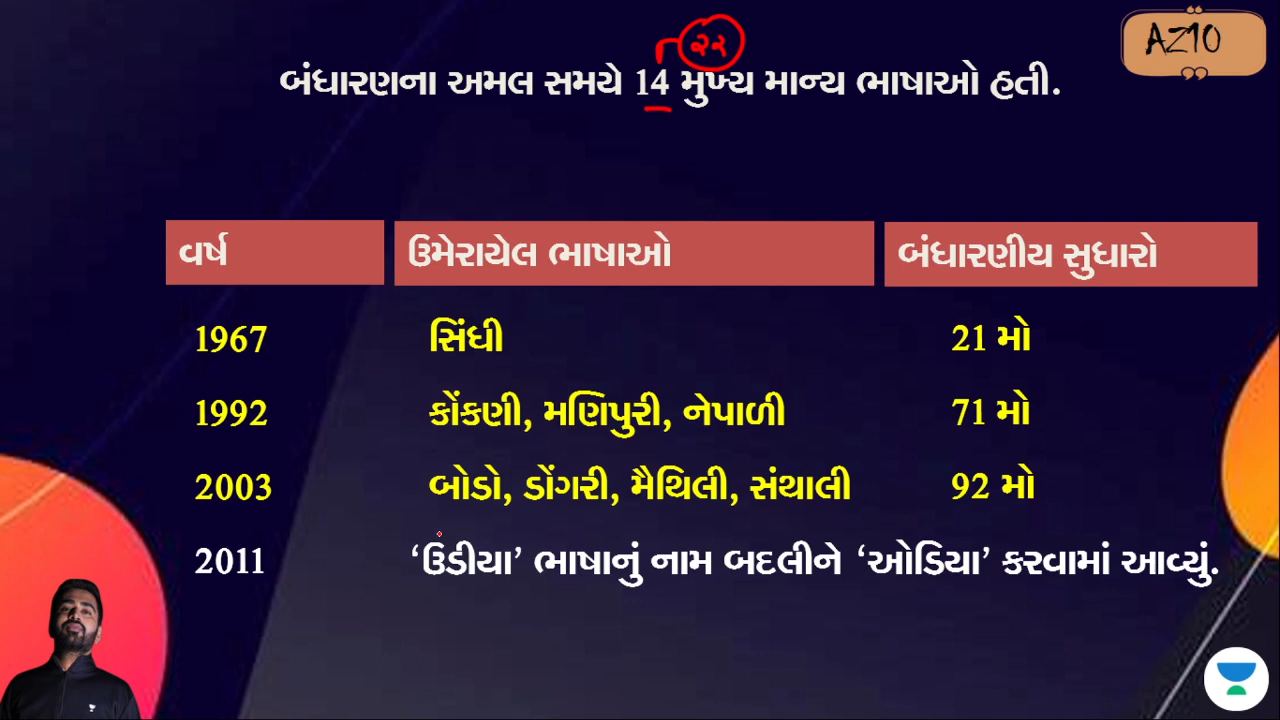 AZ10
૨૨
બંધારણના અમલ સમયે 14 મુખ્ય માન્ય ભાષાઓ હતી.
વર્ષ ઉમેરાયેલ ભાષાઓ બંધારણીય સુધારો
1967 સિંધી 21 મો
1992 કોંકણી, મણિપુરી, નેપાળી 71 મો
2003 બોડો, ડોંગરી, મૈથિલી, સંથાલી 92 મો
2011 ‘ઉડીયા’ ભાષાનું નામ બદલીને ‘ઓડિયા’ કરવામાં આવ્યું.